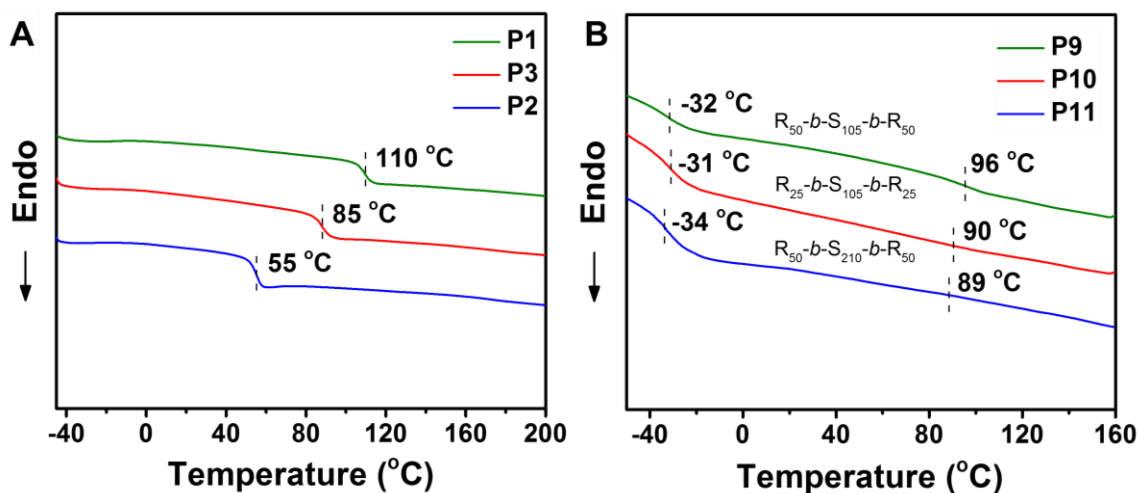 A
P1
P3
P2
110 °C
85 °C
55 °C
Endo
-40 0 40 80 120 160 200
Temperature (°C)
B
P9
P10
P11
-32 °C
R50-b-S105-b-R50
96 °C
-31 °C
R25-b-S105-b-R25
90 °C
-34 °C
R50-b-S210-b-R50
89 °C
Endo
-40 0 40 80 120 160
Temperature (°C)